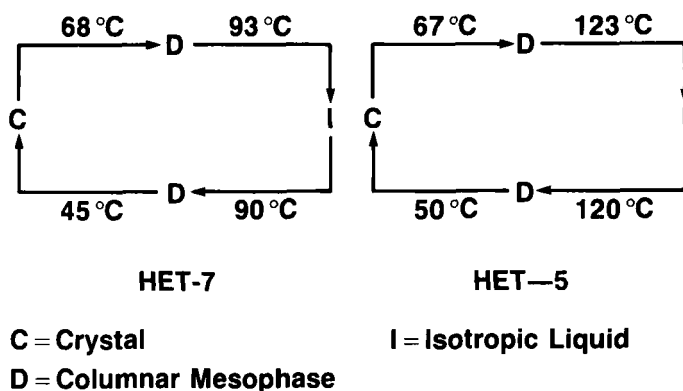 68 °C D 93 °C 67 °C D 123 °C
C I C I
45 °C D 90 °C 50 °C D 120 °C
HET-7 HET—5
C = Crystal I = Isotropic Liquid
D = Columnar Mesophase